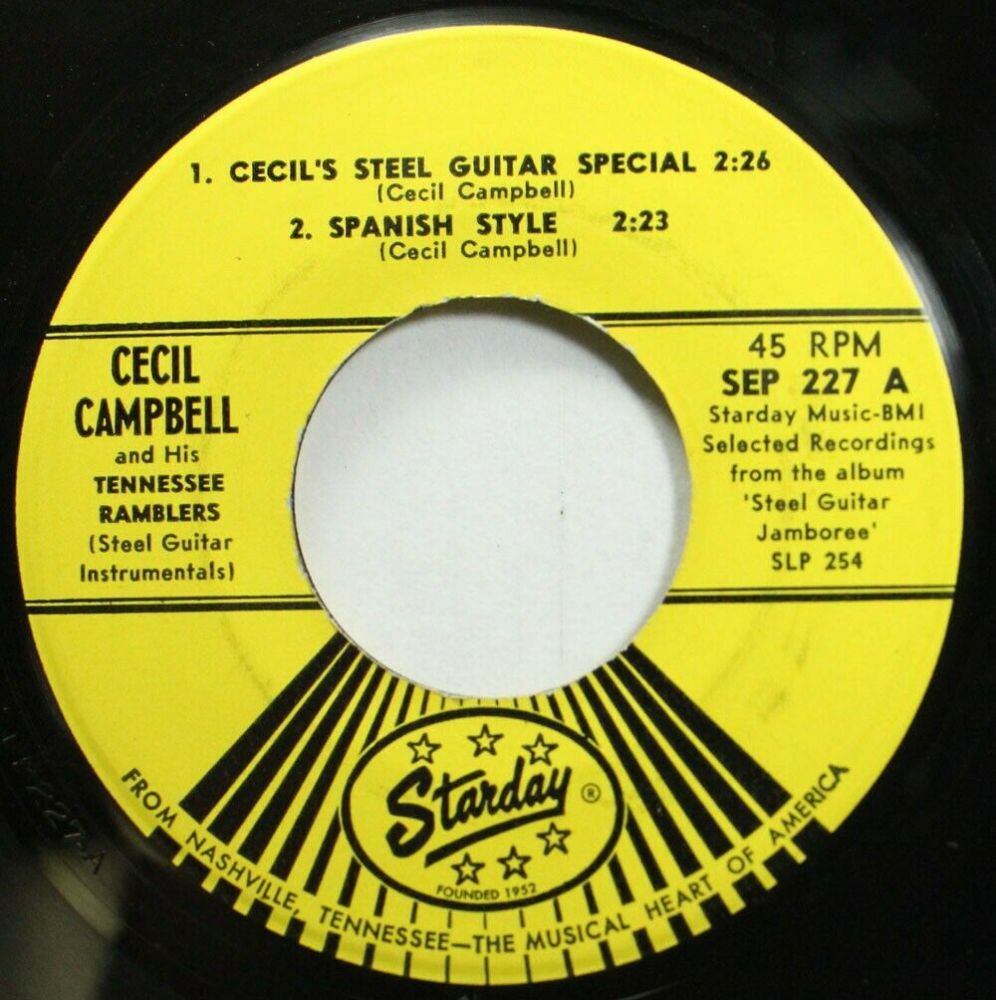 1. CECIL'S STEEL GUITAR SPECIAL 2:26
(Cecil Campbell)
2. SPANISH STYLE 2:23
(Cecil Campbell)
CECIL
CAMPBELL
and His
TENNESSEE
RAMBLERS
(Steel Guitar
Instrumentals)
45 RPM
SEP 227 A
Starday Music-BMI
Selected Recordings
from the album
'Steel Guitar
Jamboree'
SLP 254
Starday ®
FOUNDED 1952
FROM NASHVILLE, TENNESSEE—THE MUSICAL HEART OF AMERICA